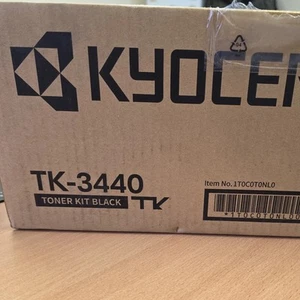 KYOCE
TK-3440
Item No.1T0C0T0NL0
TONER KIT BLACK TK